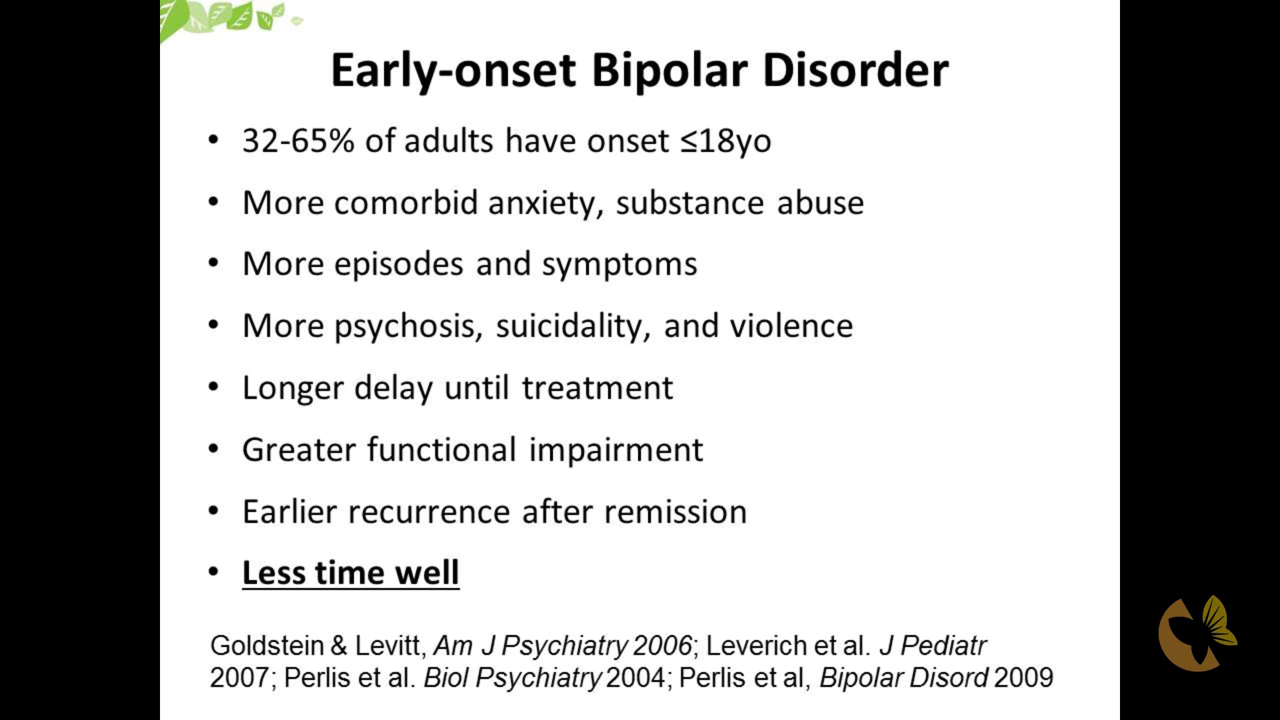 Early-onset Bipolar Disorder
• 32-65% of adults have onset ≤18yo
• More comorbid anxiety, substance abuse
• More episodes and symptoms
• More psychosis, suicidality, and violence
• Longer delay until treatment
• Greater functional impairment
• Earlier recurrence after remission
• Less time well
Goldstein & Levitt, Am J Psychiatry 2006; Leverich et al. J Pediatr
2007; Perlis et al. Biol Psychiatry 2004; Perlis et al, Bipolar Disord 2009